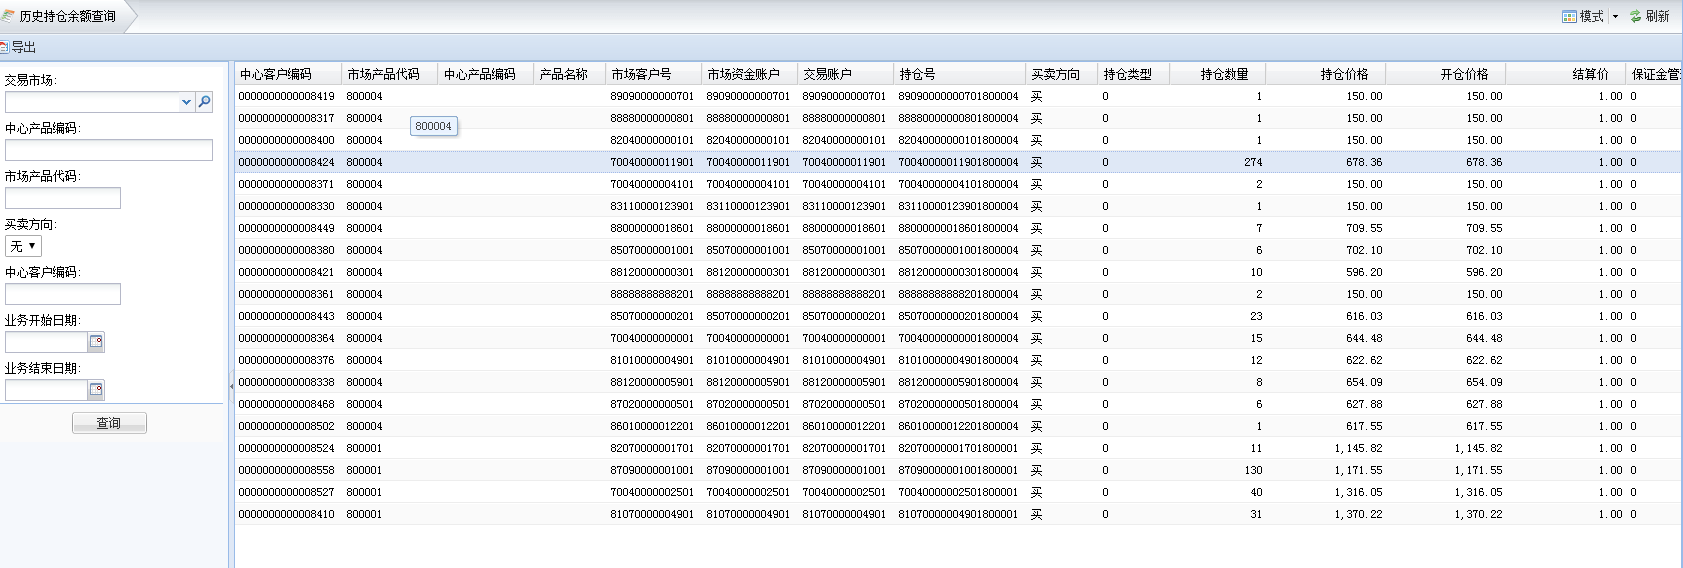 历史持仓余额查询
模式
刷新
导出
交易市场:
中心产品编码:
市场产品代码:
买卖方向:
无
中心客户编码:
业务开始日期:
业务结束日期:
查询
中心客户编码 市场产品代码 中心产品编码 产品名称 市场客户号 市场资金账户 交易账户 持仓号 买卖方向 持仓类型 持仓数量 持仓价格 开仓价格 结算价 保证金管
0000000000008419 800004 89090000000701 89090000000701 89090000000701 89090000000701800004 买 0 1 150.00 150.00 1.00 0
0000000000008317 800004 88880000000801 88880000000801 88880000000801 88880000000801800004 买 0 1 150.00 150.00 1.00 0
800004
0000000000008400 800004 82040000000101 82040000000101 82040000000101 82040000000101800004 买 0 1 150.00 150.00 1.00 0
0000000000008424 800004 70040000011901 70040000011901 70040000011901 70040000011901800004 买 0 274 678.36 678.36 1.00 0
0000000000008371 800004 70040000004101 70040000004101 70040000004101 70040000004101800004 买 0 2 150.00 150.00 1.00 0
0000000000008330 800004 83110000123901 83110000123901 83110000123901 83110000123901800004 买 0 1 150.00 150.00 1.00 0
0000000000008449 800004 88000000018601 88000000018601 88000000018601 88000000018601800004 买 0 7 709.55 709.55 1.00 0
0000000000008380 800004 85070000001001 85070000001001 85070000001001 85070000001001800004 买 0 6 702.10 702.10 1.00 0
0000000000008421 800004 88120000000301 88120000000301 88120000000301 88120000000301800004 买 0 10 596.20 596.20 1.00 0
0000000000008361 800004 88888888888201 88888888888201 88888888888201 88888888888201800004 买 0 2 150.00 150.00 1.00 0
0000000000008443 800004 85070000000201 85070000000201 85070000000201 85070000000201800004 买 0 23 616.03 616.03 1.00 0
0000000000008364 800004 70040000000001 70040000000001 70040000000001 70040000000001800004 买 0 15 644.48 644.48 1.00 0
0000000000008376 800004 81010000004901 81010000004901 81010000004901 81010000004901800004 买 0 12 622.62 622.62 1.00 0
0000000000008338 800004 88120000005901 88120000005901 88120000005901 88120000005901800004 买 0 8 654.09 654.09 1.00 0
0000000000008468 800004 87020000000501 87020000000501 87020000000501 87020000000501800004 买 0 6 627.88 627.88 1.00 0
0000000000008502 800004 86010000012201 86010000012201 86010000012201 86010000012201800004 买 0 1 617.55 617.55 1.00 0
0000000000008524 800001 82070000001701 82070000001701 82070000001701 82070000001701800001 买 0 11 1,145.82 1,145.82 1.00 0
0000000000008558 800001 87090000001001 87090000001001 87090000001001 87090000001001800001 买 0 130 1,171.55 1,171.55 1.00 0
0000000000008527 800001 70040000002501 70040000002501 70040000002501 70040000002501800001 买 0 40 1,316.05 1,316.05 1.00 0
0000000000008410 800001 81070000004901 81070000004901 81070000004901 81070000004901800001 买 0 31 1,370.22 1,370.22 1.00 0